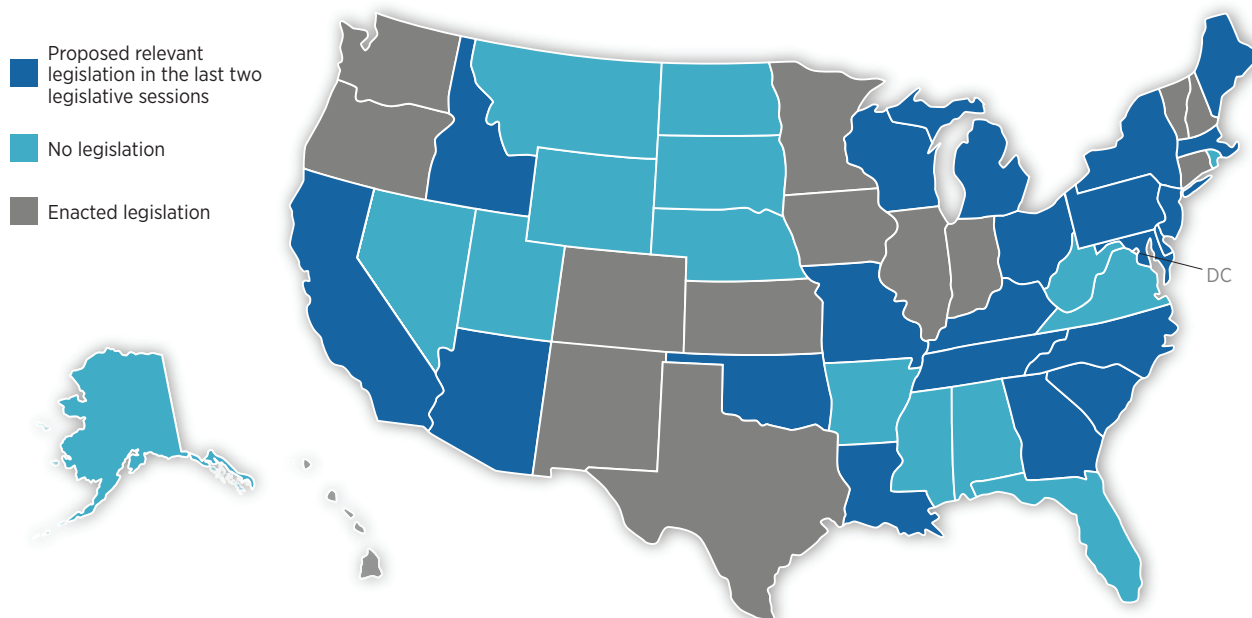 Proposed relevant
legislation in the last two
legislative sessions
No legislation
Enacted legislation
DC